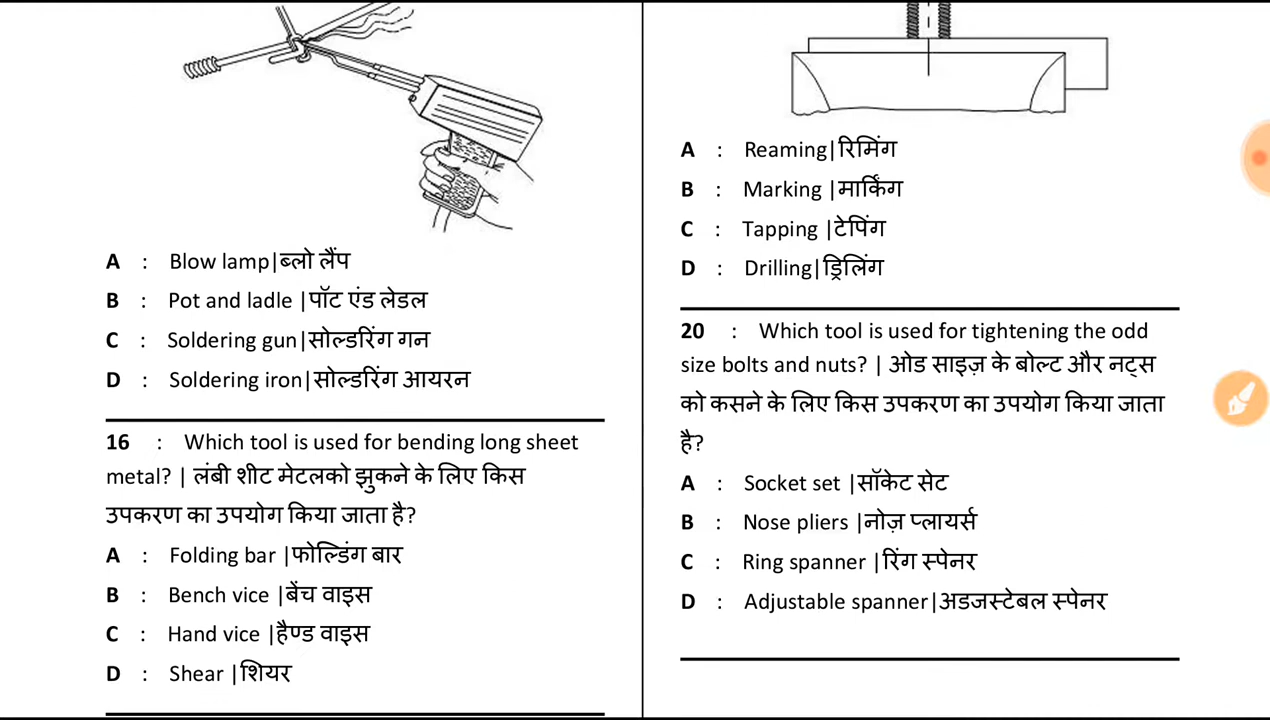 A : Blow lamp|ब्लो लैंप
B : Pot and ladle |पॉट एंड लेडल
C : Soldering gun|सोल्डरिंग गन
D : Soldering iron|सोल्डरिंग आयरन
16 : Which tool is used for bending long sheet
metal? | लंबी शीट मेटलको झुकने के लिए किस
उपकरण का उपयोग किया जाता है?
A : Folding bar |फोल्डिंग बार
B : Bench vice |बेंच वाइस
C : Hand vice |हैण्ड वाइस
D : Shear |शियर
A : Reaming|रिमिंग
B : Marking |मार्किंग
C : Tapping |टेपिंग
D : Drilling|ड्रिलिंग
20 : Which tool is used for tightening the odd
size bolts and nuts? | ओड साइज़ के बोल्ट और नट्स
को कसने के लिए किस उपकरण का उपयोग किया जाता
है?
A : Socket set |सॉकेट सेट
B : Nose pliers |नोज़ प्लायर्स
C : Ring spanner |रिंग स्पेनर
D : Adjustable spanner|अडजस्टेबल स्पेनर